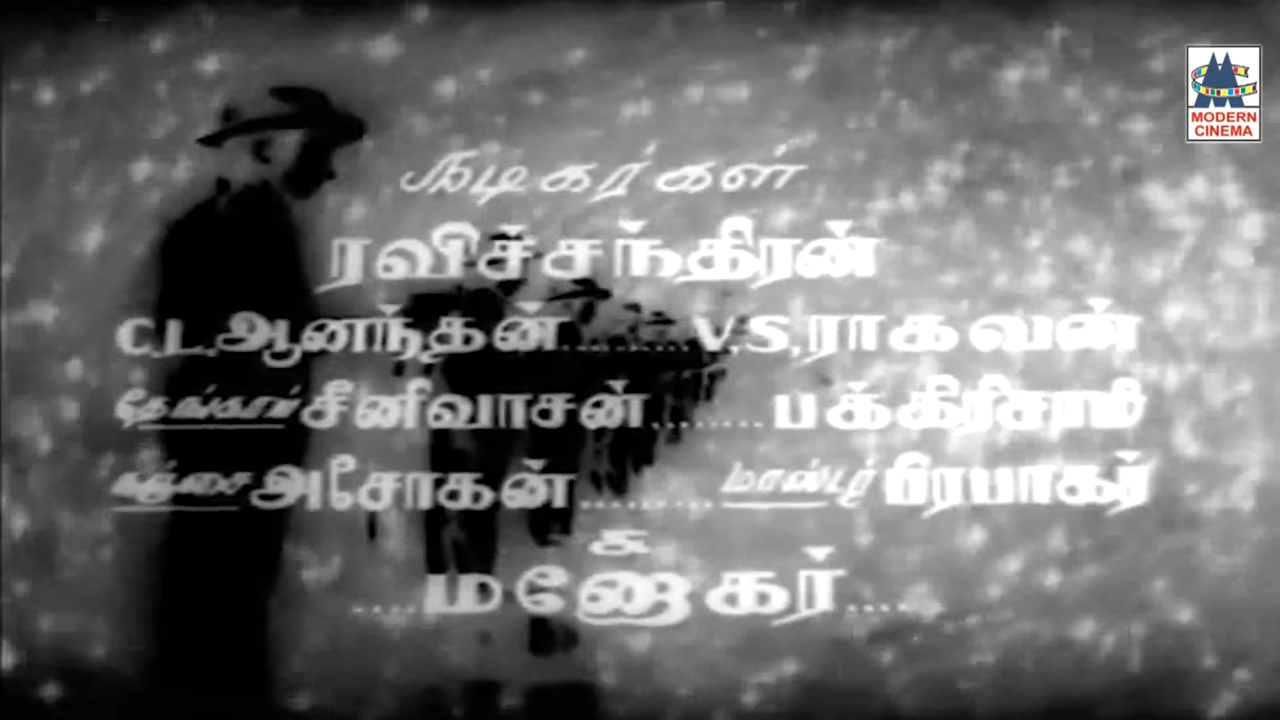 MODERN
CINEMA
நடிகர்கள்
ரவிச்சந்திரன்
C.L.ஆனந்தன்..........V.S.ராகவன்
தேங்காய் சீனிவாசன்.........பக்கிரிசாமி
அசோகன்..........மாஸ்டர் பிரபாகர்
....மனோகர்....